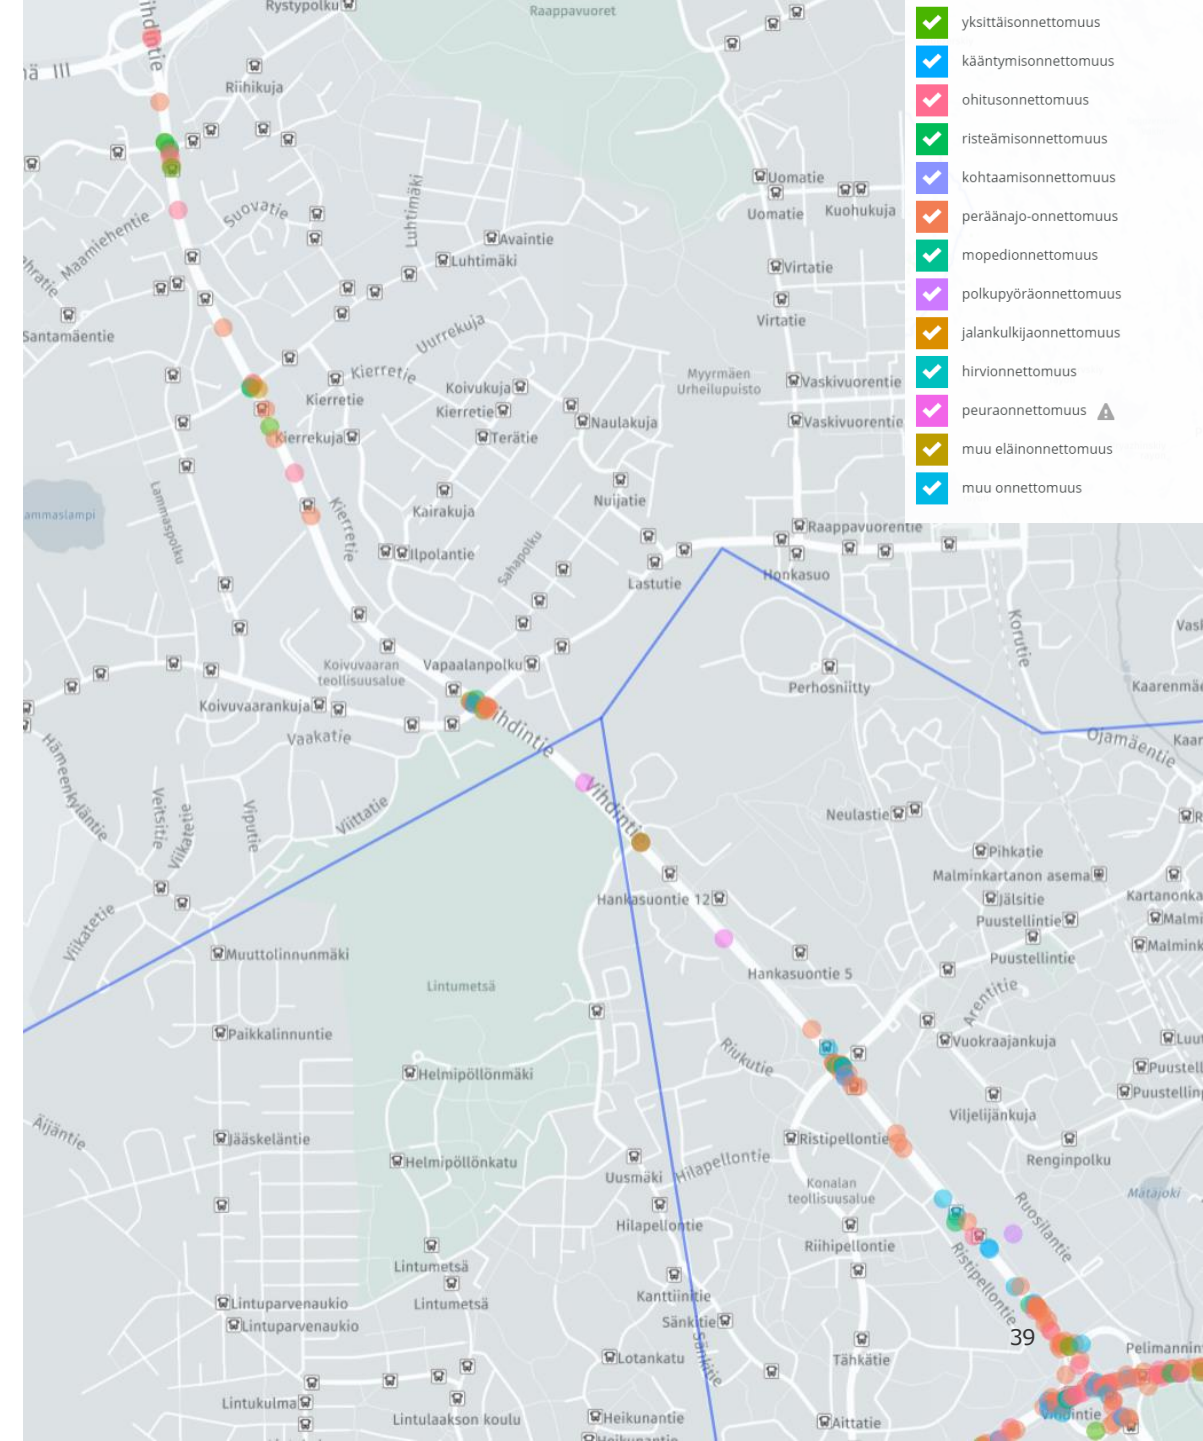 Rystypolku
Raappavuoret
yksittäisonnettomuus
kääntymisonnettomuus
ohitusonnettomuus
risteämisonnettomuus
kohtaamisonnettomuus
peräänajo-onnettomuus
mopedionnettomuus
polkupyöräonnettomuus
jalankulkijaonnettomuus
hirvionnettomuus
peuraonnettomuus
muu eläinonnettomuus
muu onnettomuus
III
Riihikuja
Uomatie
Uomatie
Kuohukuja
Suovatie
Luhtimäki
Maamiehentie
Avaintie
Luhtimäki
Virtatie
Virtatie
Santamäentie
Uurrekuja
Kierretie
Kierretie
Koivukuja
Kierretie
Terätie
Myyrmäen
Urheilupuisto
Vaskivuorentie
Vaskivuorentie
Naulakuja
Kierrekuja
Lammaspolku
Kierretie
Kairakuja
Nuijatie
Raappavuorentie
Ilpolantie
Sahapolku
Lastutie
Honkasuo
Korutie
Koivuvaaran
teollisuusalue
Vapaalanpolku
Perhosniitty
Koivuvaarankuja
Vaakatie
Vihdintie
Ojamäentie
Hämeenkyläntie
Veitsitie
Viputie
Viittatie
Neulastie
Pihkatie
Malminkartanon asema
Hankasuontie 12
Jälsitie
Puustellintie
Puustellintie
Viikatetie
Muuttolinnunmäki
Lintumetsä
Hankasuontie 5
Arentitie
Paikkalinnuntie
Vuokraajankuja
Riukutie
Helmipöllönmäki
Viljelijänkuja
Äijäntie
Jääskeläntie
Ristipellontie
Renginpolku
Helmipöllönkatu
Uusmäki
Hilapellontie
Konalan
teollisuusalue
Mätäjoki
Hilapellontie
Ruosilantie
Riihipellontie
Ristipellontie
Lintumetsä
Kanttiinitie
Lintuparvenaukio
Lintumetsä
Lintuparvenaukio
Sänkitie
Sänkitie
39
Lotankatu
Tähkätie
Lintukulma
Lintulaakson koulu
Heikunantie
Aittatie
Vihdintie